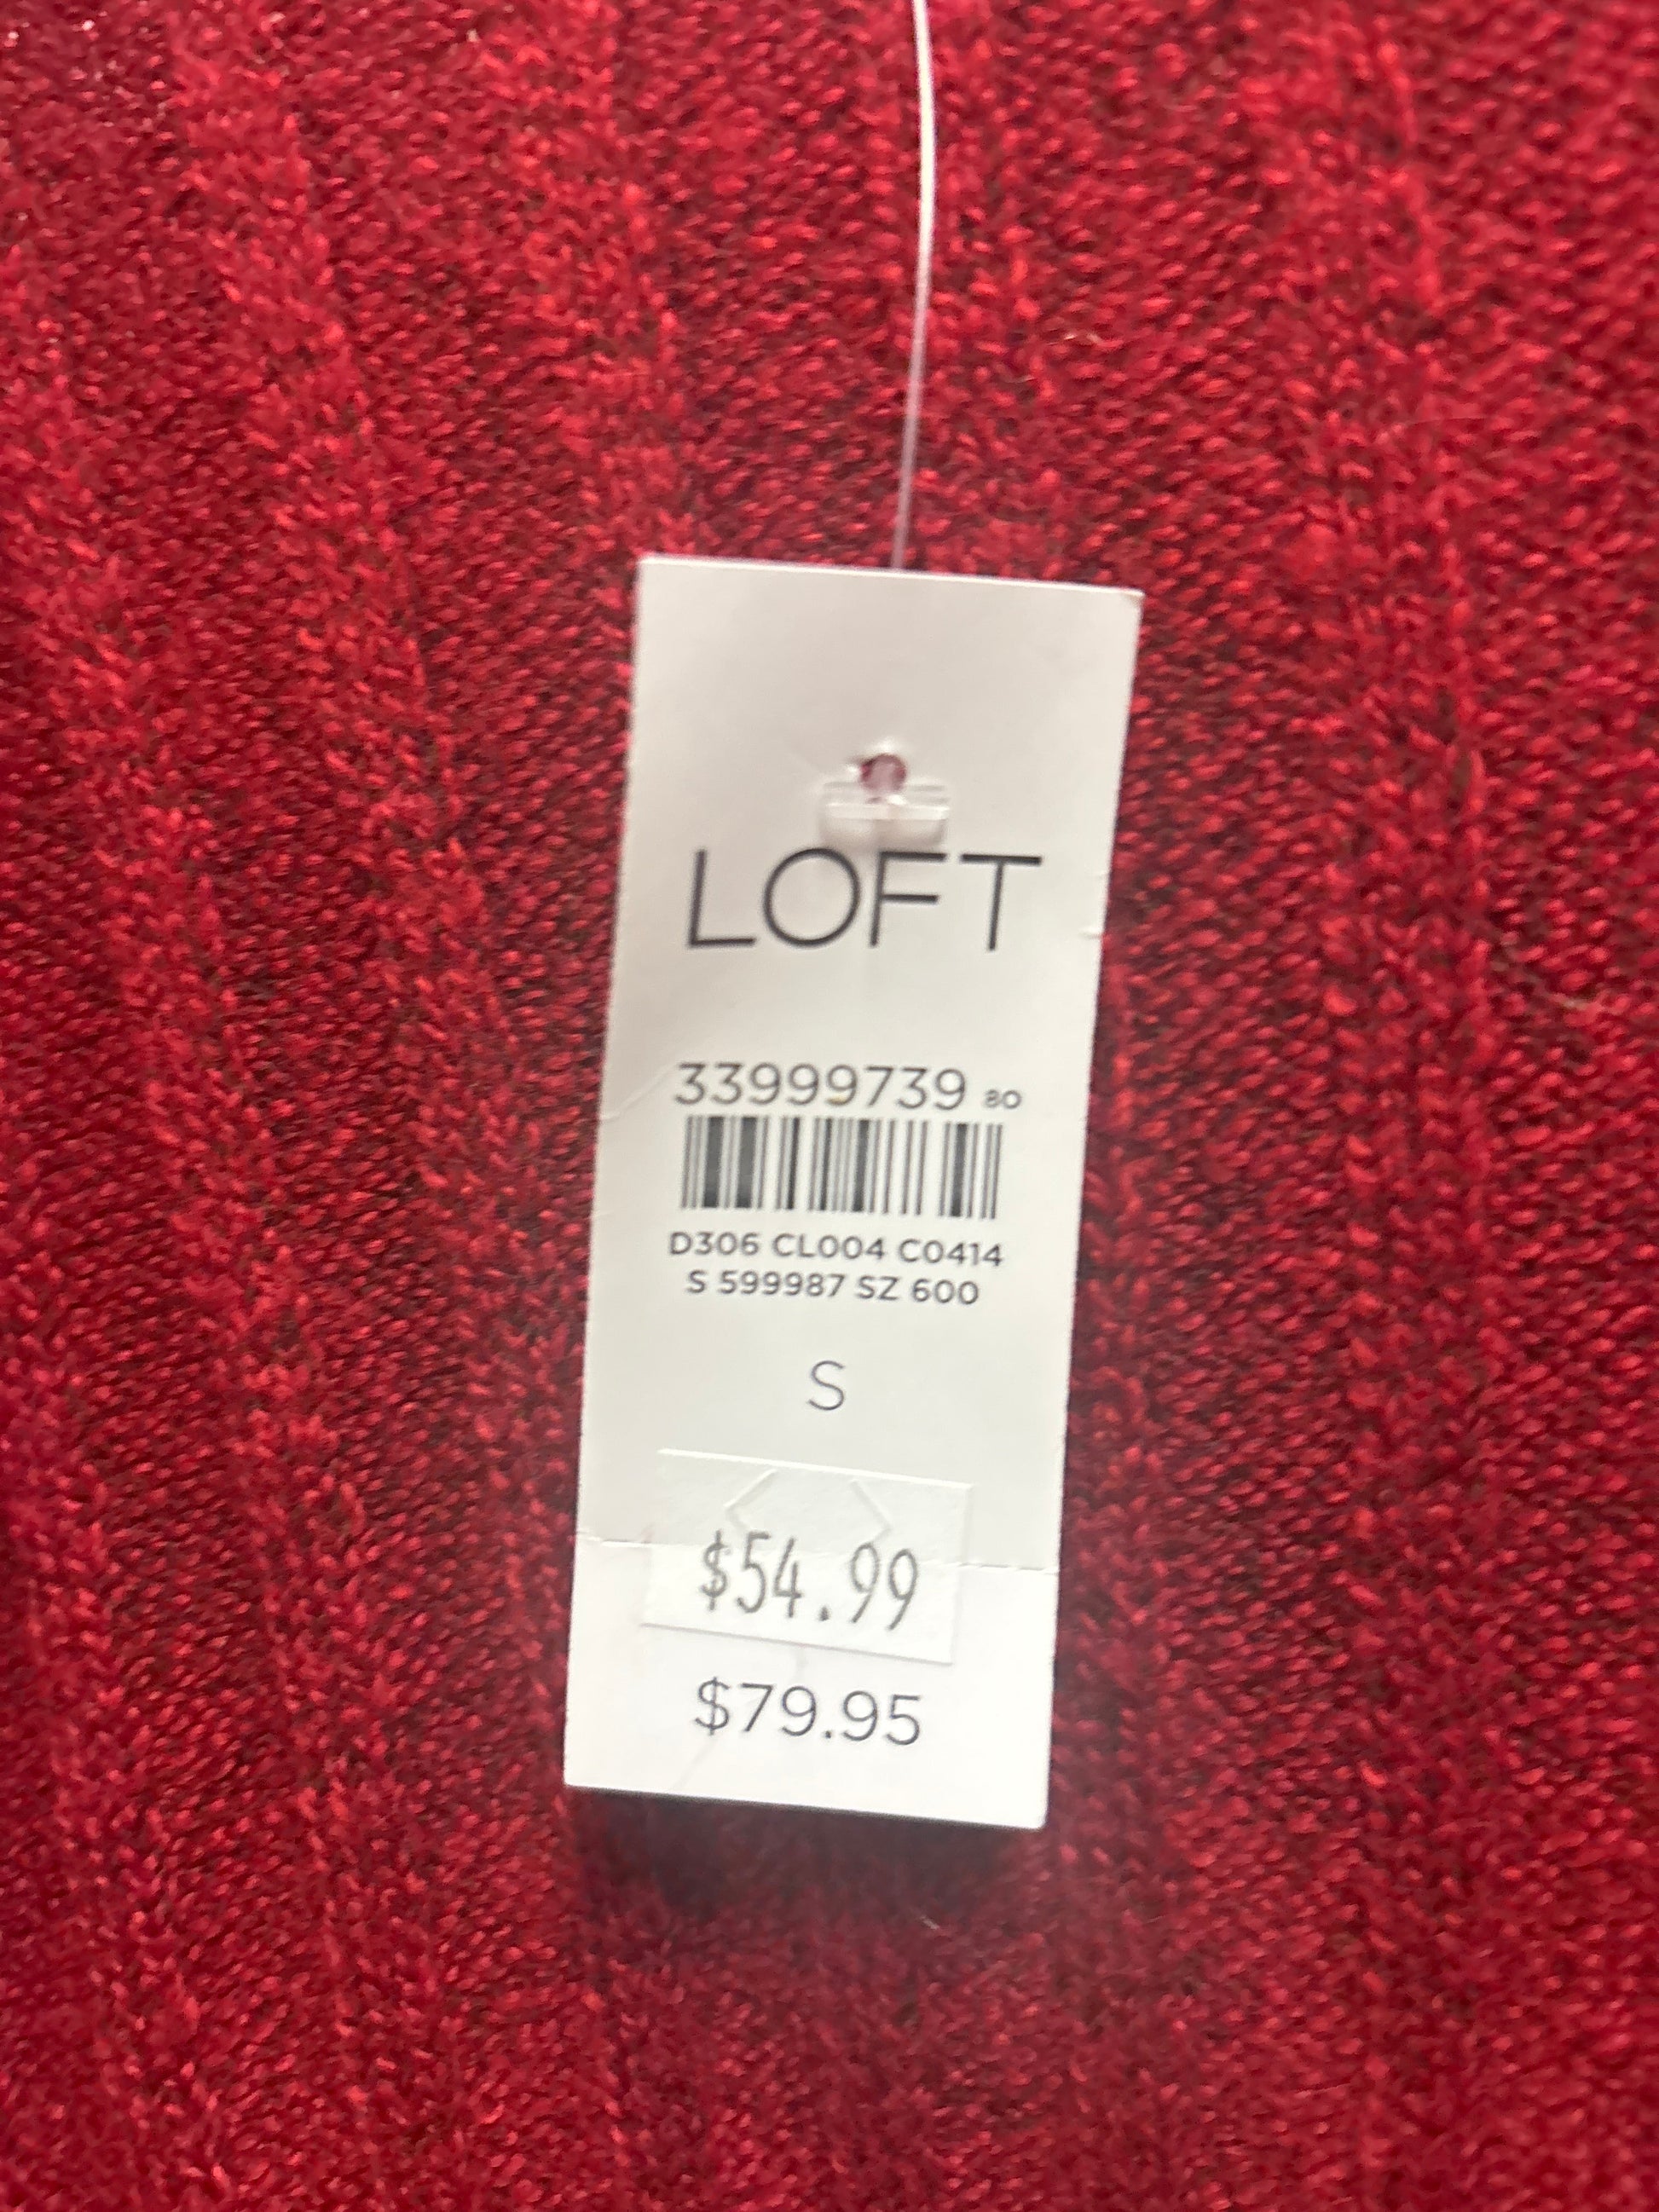 LOFT
33999739 80
D306 CL004 C0414
S 599987 SZ 600
S
$54.99
$79.95